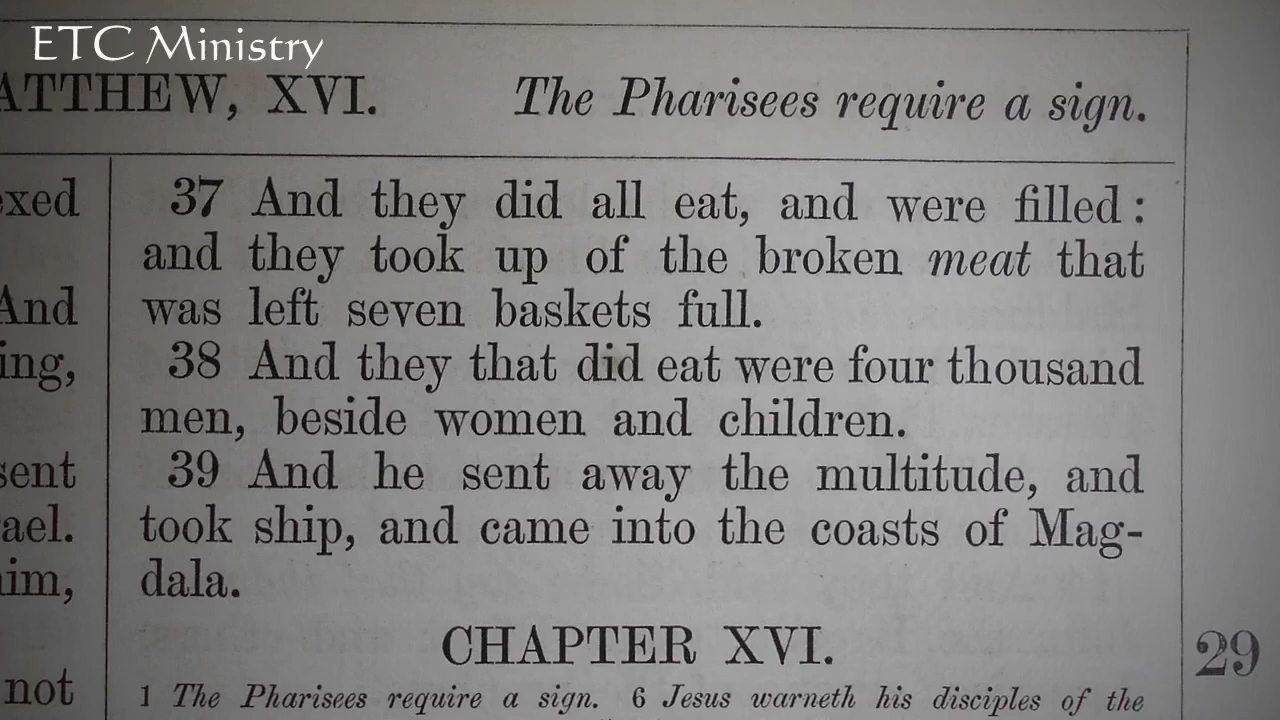 ETC Ministry
ATTHEW, XVI. The Pharisees require a sign.
exed
And
ing,
sent
ael.
him,
not
37 And they did all eat, and were filled :
and they took up of the broken meat that
was left seven baskets full.
38 And they that did eat were four thousand
men, beside women and children.
39 And he sent away the multitude, and
took ship, and came into the coasts of Mag-
dala.
CHAPTER XVI.
1 The Pharisees require a sign. 6 Jesus warneth his disciples of the
29